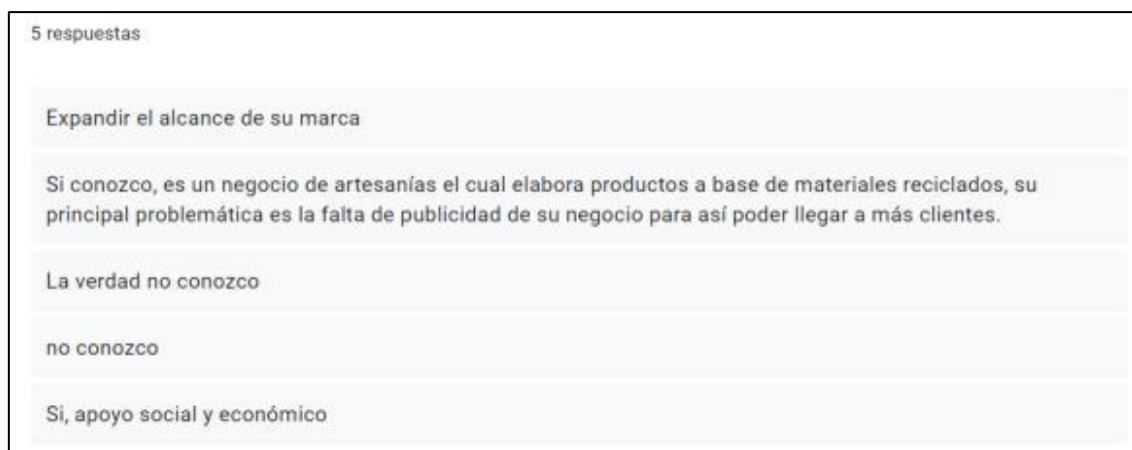 5 respuestas
Expandir el alcance de su marca
Si conozco, es un negocio de artesanías el cual elabora productos a base de materiales reciclados, su
principal problemática es la falta de publicidad de su negocio para así poder llegar a más clientes.
La verdad no conozco
no conozco
Si, apoyo social y económico